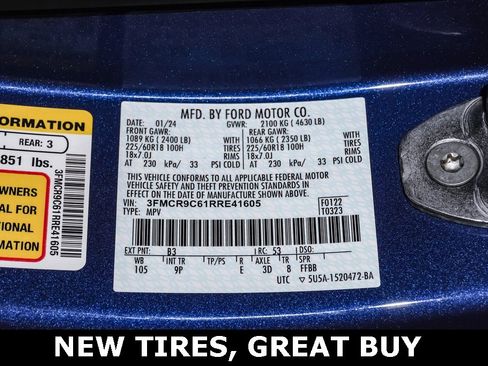 FORMATION
REAR: 3
851 lbs.
OWNERS
AL FOR
TIONAL
RMATION
3FMCR9C61RRE41605
MFD. BY FORD MOTOR CO.
DATE: 01/24 GVWR: 2100 KG ( 4630 LB)
FRONT GAWR: REAR GAWR:
1089 KG ( 2400 LB) WITH 1066 KG ( 2350 LB) WITH
225/60R18 100H TIRES 225/60R18 100H TIRES
18x7.0J RIMS 18x7.0J RIMS
AT 230 kPa/ 33 PSI COLD AT 230 kPa/ 33 PSI COLD
THIS VEHICLE CONFORMS TO ALL APPLICABLE FEDERAL MOTOR
VEHICLE SAFETY AND THEFT PREVENTION STANDARDS IN EFFECT ON THE DATE OF
MANUFACTURE SHOWN ABOVE.
VIN: 3FMCR9C61RRE41605 F0122
TYPE: MPV T0323
EXT PNT: B3 RC: 53 DSO:
WB INT TR TP/PS R AXLE TR SPR
105 9P E 3D 8 FFBB
UTC ▽5U5A-1520472-BA
NEW TIRES, GREAT BUY